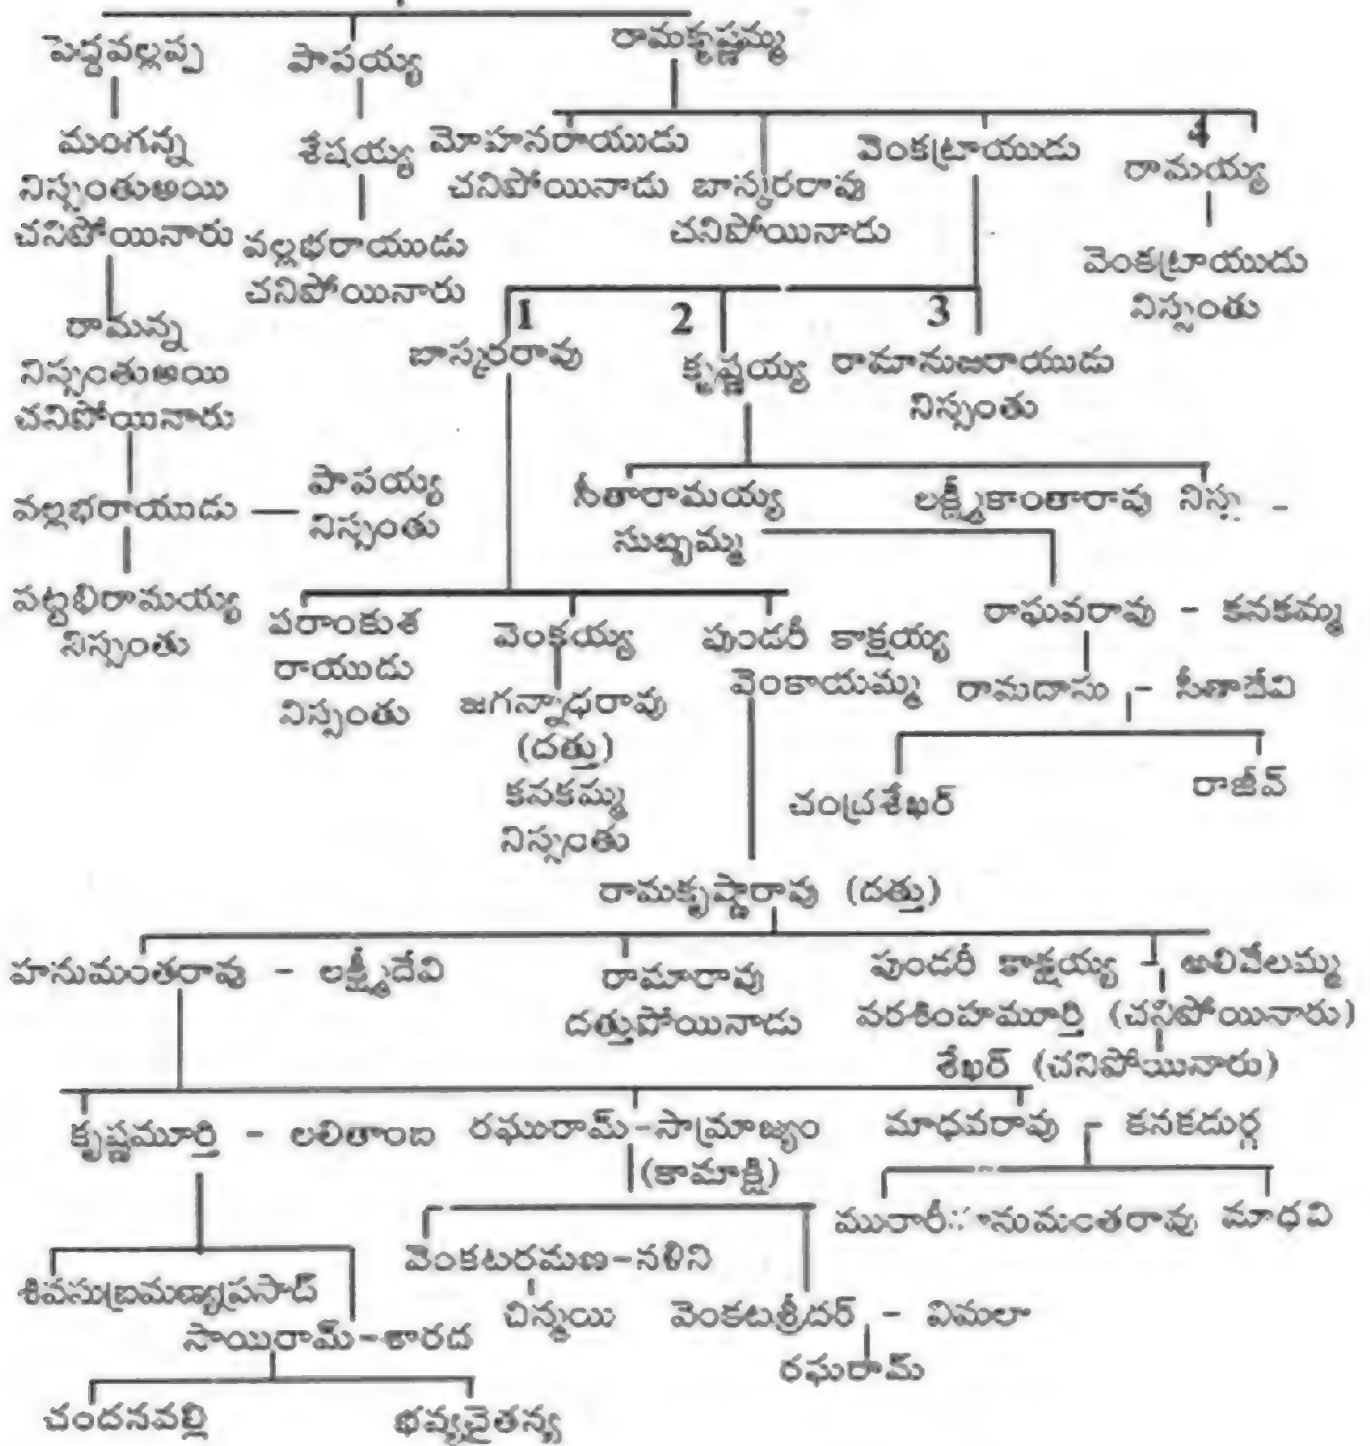 పెద్దవల్లప్ప పాపయ్య రామకృష్ణమ్మ
మంగన్న శేషయ్య మోహనరాయుడు వెంకట్రాయుడు 4
నిస్సంతుఅయి చనిపోయినాడు బాస్కరరావు రామయ్య
చనిపోయినారు వల్లభరాయుడు చనిపోయినాడు వెంకట్రాయుడు
చనిపోయినారు నిస్సంతు
రామన్న 1 2 3
నిస్సంతుఅయి బాస్కరరావు కృష్ణయ్య రామానుజరాయుడు
చనిపోయినారు నిస్సంతు
వల్లభరాయుడు పాపయ్య సీతారామయ్య లక్ష్మీకాంతారావు
నిస్సంతు సుబ్బమ్మ
పట్టభిరామయ్య పరాంకుశ వెంకయ్య పుండరీ కాక్షయ్య రాఘవరావు - కనకమ్మ
నిస్సంతు రాయుడు వెంకాయమ్మ రామదాసు - సీతాదేవి
నిస్సంతు జగన్నాధరావు
(దత్తు) చంద్రశేఖర్ రాజీవ్
కనకమ్మ
నిస్సంతు
రామకృష్ణారావు (దత్తు)
హనుమంతరావు - లక్ష్మీదేవి రామారావు పుండరీ కాక్షయ్య - అలివేలమ్మ
దత్తుపోయినాడు వరశింహమూర్తి (చనిపోయినారు)
శేఖర్ (చనిపోయినారు)
కృష్ణమూర్తి - లలితాంబ రఘురామ్-సామ్రాజ్యం మాధవరావు - కనకదుర్గ
(కామాక్షి)
మురారీ మాధవి
వెంకటరమణ-నళిని
శివసుబ్రమణ్యప్రసాద్ చిన్మయి వెంకటశ్రీదర్ - విమలా
సాయిరామ్-శారద
రఘరామ్
చందనవల్లి భవ్యచైతన్య